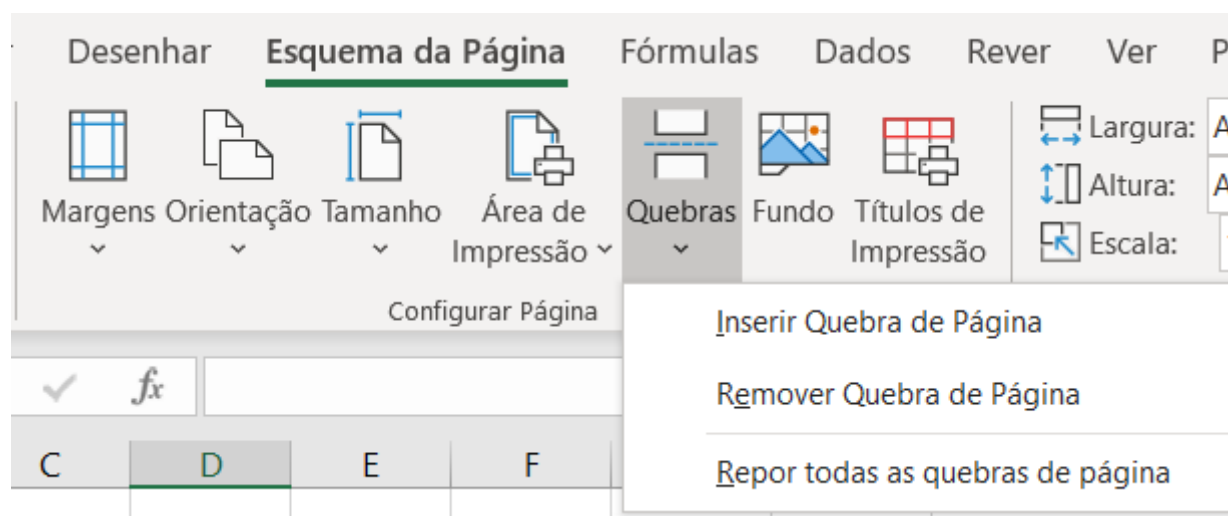 Desenhar Esquema da Página Fórmulas Dados Rever Ver P
Margens Orientação Tamanho Área de Impressão Quebras Fundo Títulos de Impressão
Largura: A
Altura: A
Escala:
Configurar Página
Inserir Quebra de Página
Remover Quebra de Página
Repor todas as quebras de página
fx
C D E F